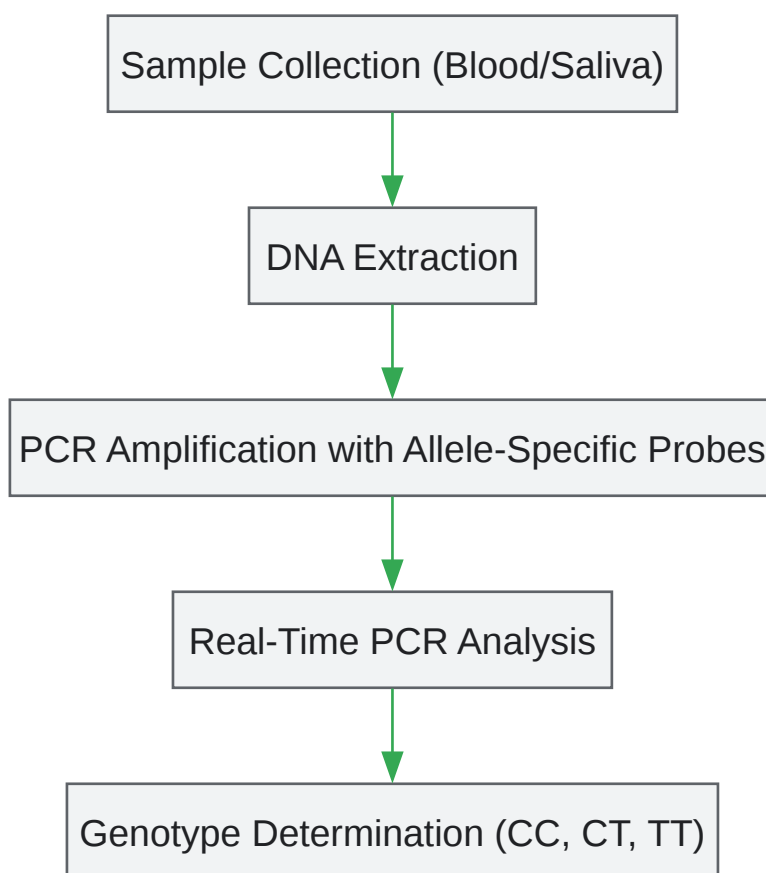 Sample Collection (Blood/Saliva)
DNA Extraction
PCR Amplification with Allele-Specific Probes
Real-Time PCR Analysis
Genotype Determination (CC, CT, TT)